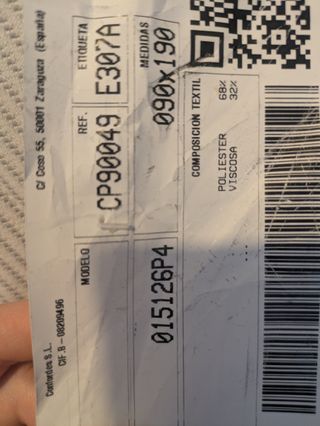 S.L.
C/ Coso 55, 50001 Zaragoza (España)
CIF.B - 08209496
MODELO
REF.
ETIQUETA
CP90049
E307A
MEDIDAS
015126P4
090x190
COMPOSICION TEXTIL
POLIESTER 68%
VISCOSA 32%